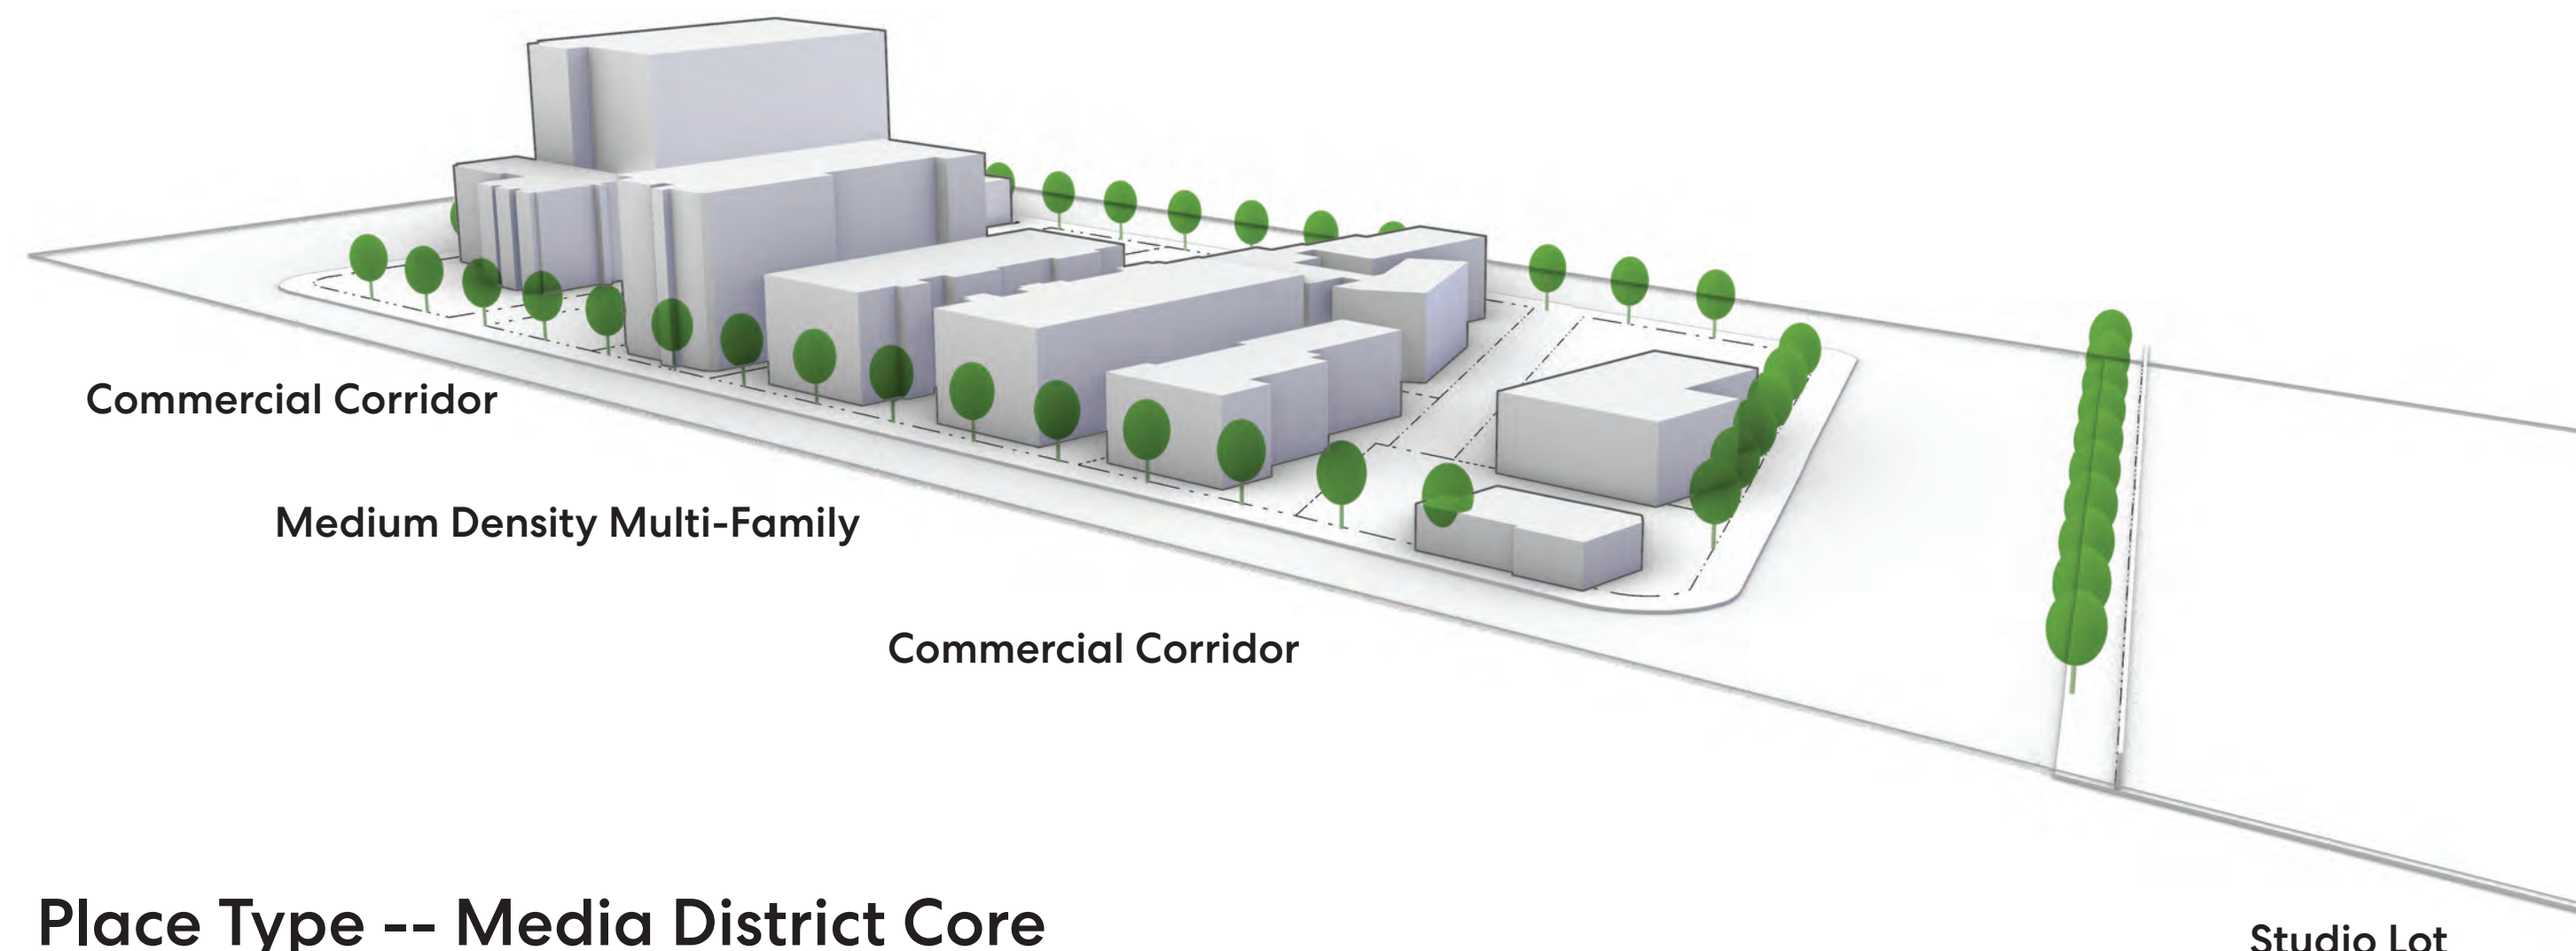 Commercial Corridor
Medium Density Multi-Family
Commercial Corridor
Place Type -- Media District Core
Studio Lot